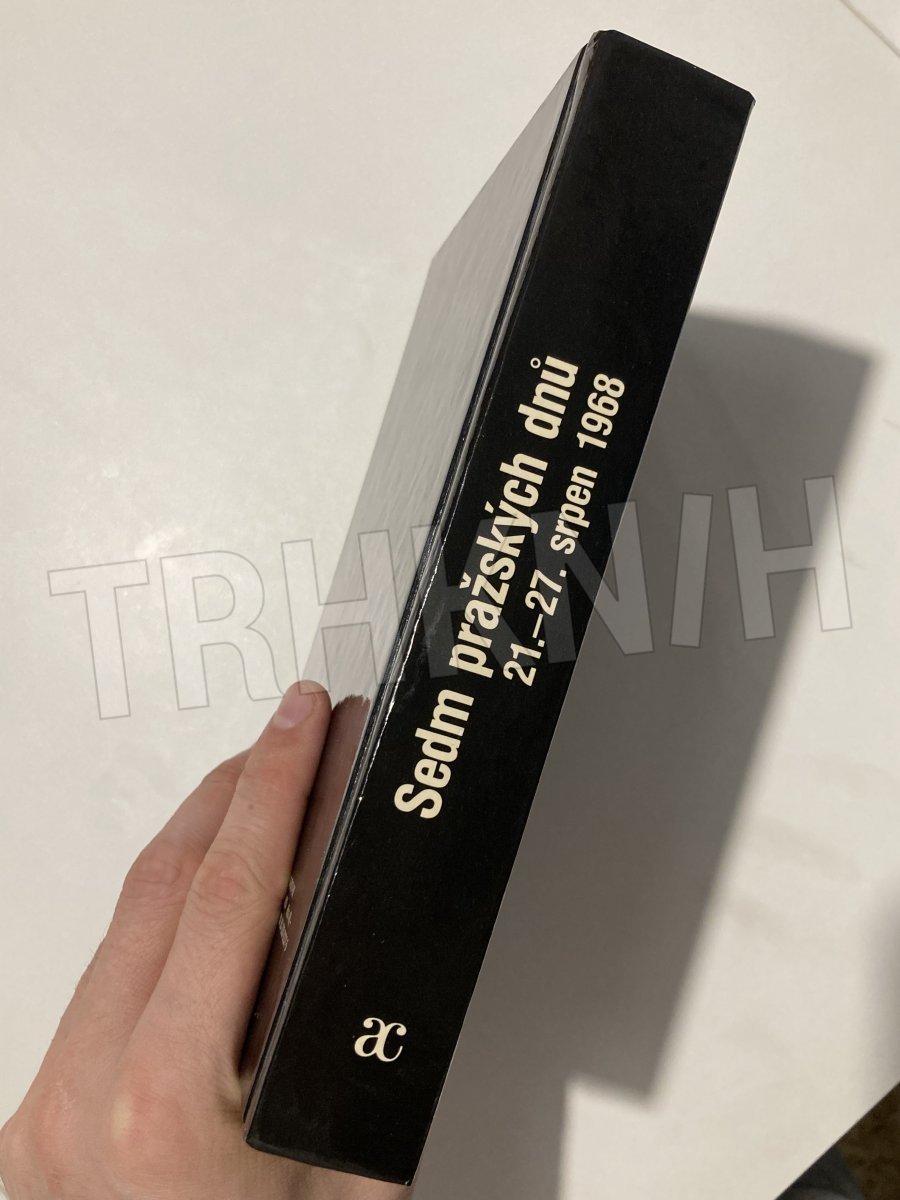 Sedm pražských dnů
21.–27. srpen 1968
ac
TRHKNIH